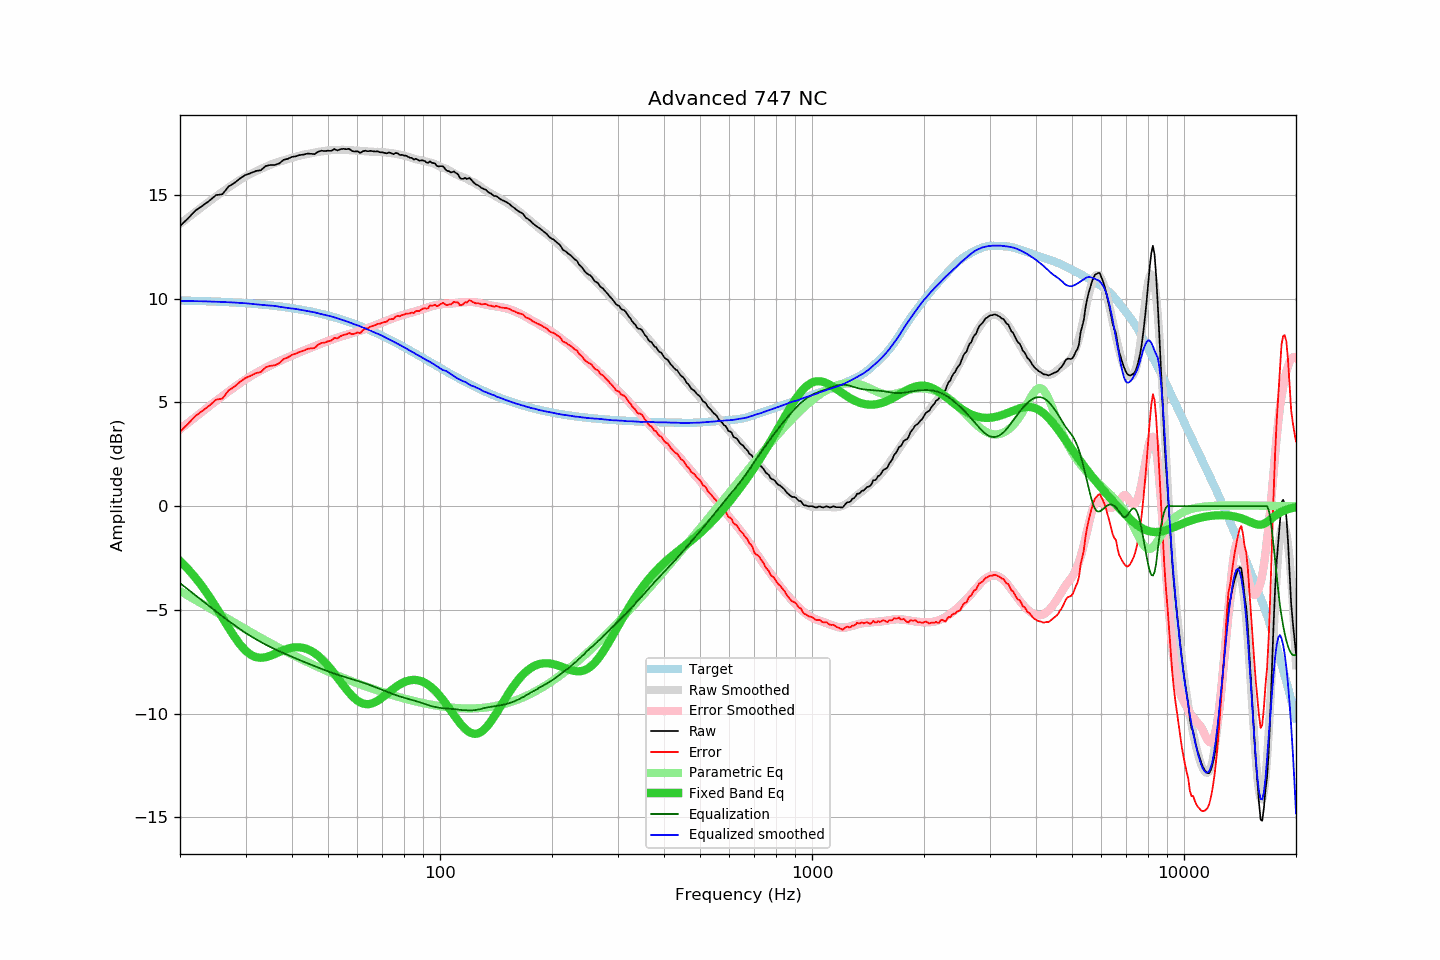 Advanced 747 NC
Amplitude (dBr)
15
10
5
0
−5
−10
−15
Target
Raw Smoothed
Error Smoothed
Raw
Error
Parametric Eq
Fixed Band Eq
Equalization
Equalized smoothed
100
1000
10000
Frequency (Hz)